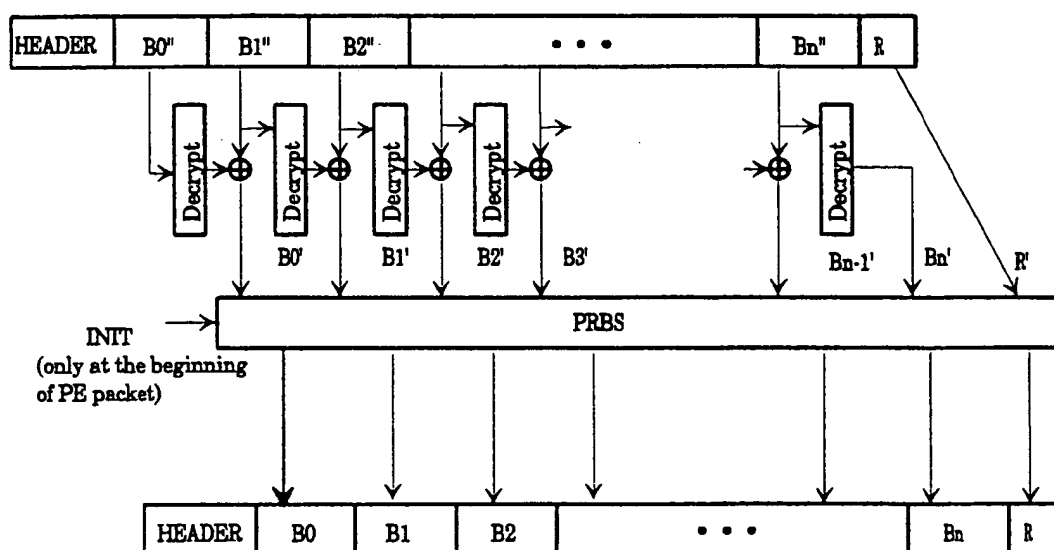 HEADER B0" B1" B2" • • • Bn" R
Decrypt Decrypt Decrypt Decrypt Decrypt
B0' B1' B2' B3' Bn-1' Bn' R'
PRBS
INIT
(only at the beginning
of PE packet)
HEADER B0 B1 B2 • • • Bn R